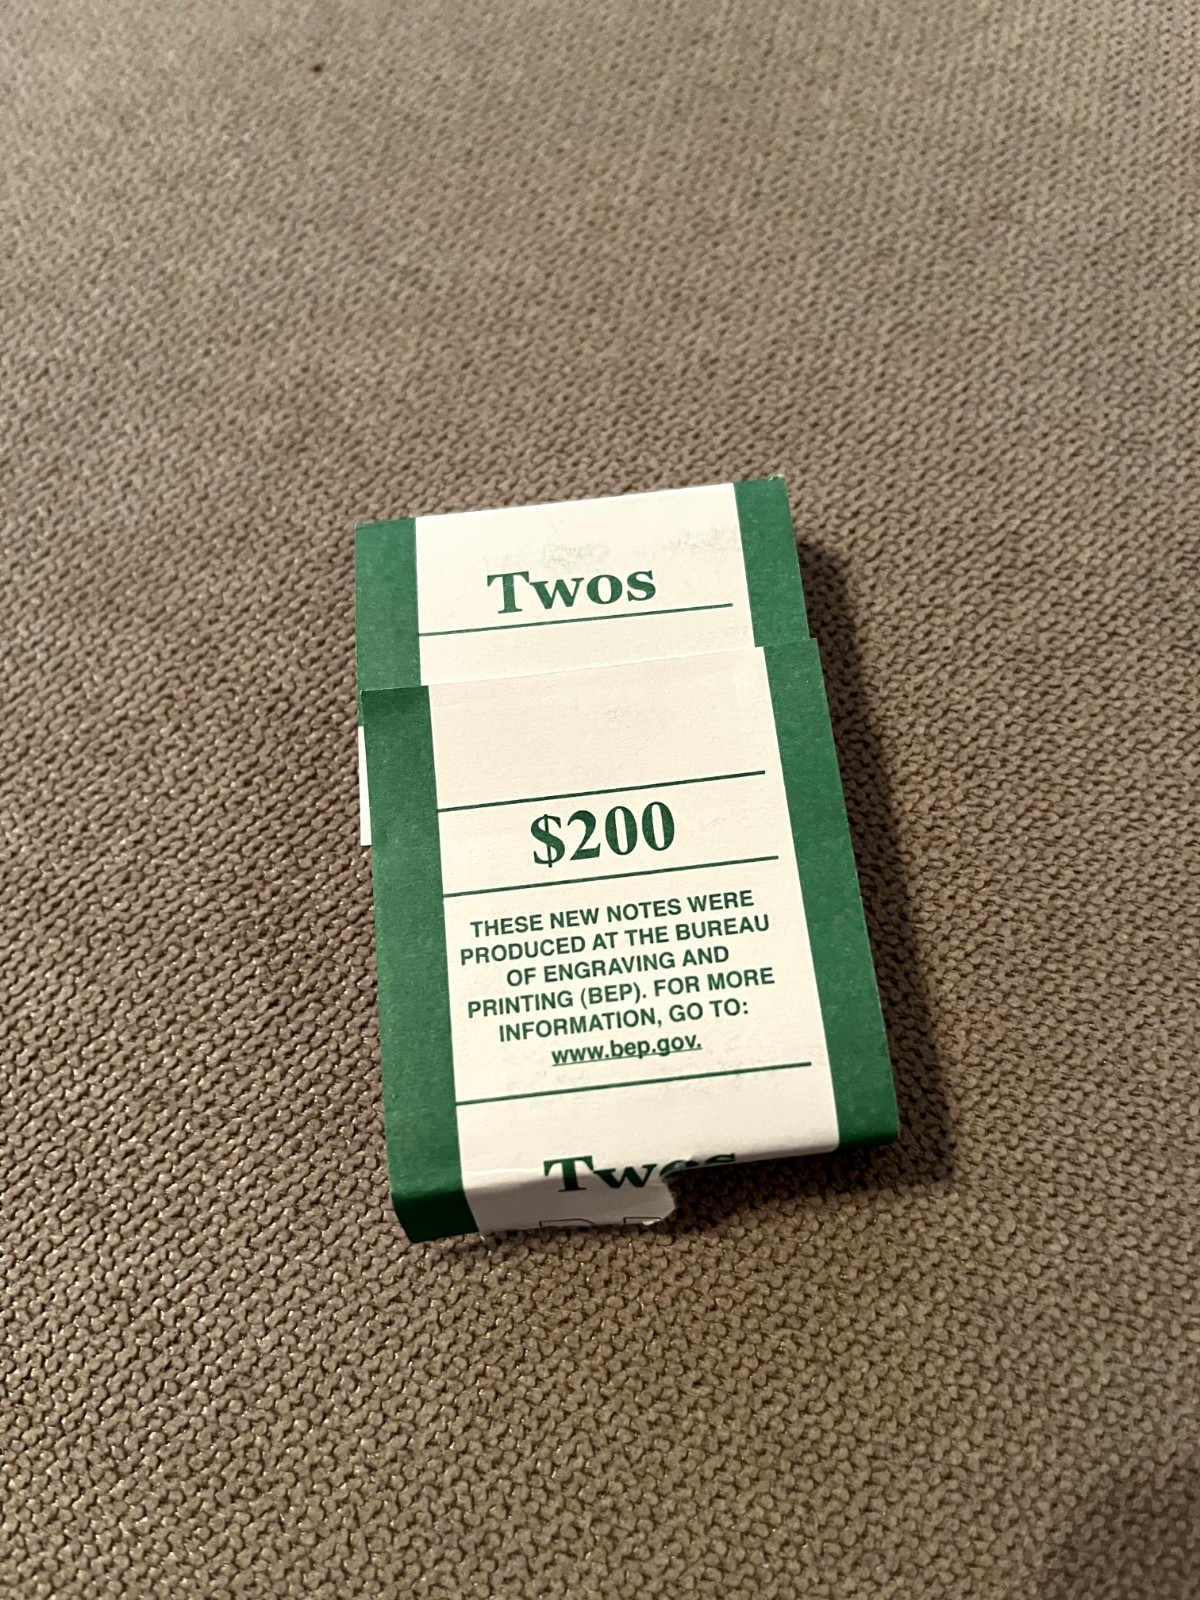 Twos
$200
THESE NEW NOTES WERE
PRODUCED AT THE BUREAU
OF ENGRAVING AND
PRINTING (BEP). FOR MORE
INFORMATION, GO TO:
www.bep.gov.
Twos